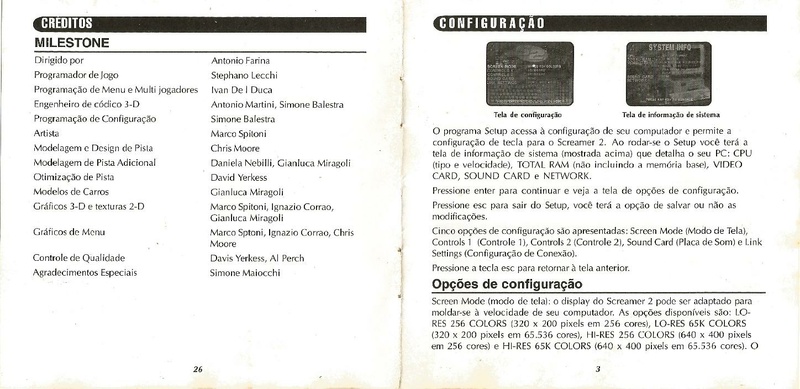 CRÉDITOS
MILESTONE
Dirigido por Antonio Farina
Programador de Jogo Stephano Lecchi
Programação de Menu e Multi jogadores Ivan De l Duca
Engenheiro de códico 3-D Antonio Martini, Simone Balestra
Programação de Configuração Simone Balestra
Artista Marco Spitoni
Modelagem e Design de Pista Chris Moore
Modelagem de Pista Adicional Daniela Nebilli, Gianluca Miragoli
Otimização de Pista David Yerkess
Modelos de Carros Gianluca Miragoli
Gráficos 3-D e texturas 2-D Marco Spitoni, Ignazio Corrao,
Gianluca Miragoli
Gráficos de Menu Marco Sptoni, Ignazio Corrao, Chris
Moore
Controle de Qualidade Davis Yerkess, Al Perch
Agradecimentos Especiais Simone Maiocchi
26
CONFIGURAÇÃO
SCREEN MODE
SYSTEM INFO
Tela de configuração
Tela de informação de sistema
O programa Setup acessa à configuração de seu computador e permite a
configuração de tecla para o Screamer 2. Ao rodar-se o Setup você terá a
tela de informação de sistema (mostrada acima) que detalha o seu PC: CPU
(tipo e velocidade), TOTAL RAM (não incluindo a memória base), VIDEO
CARD, SOUND CARD e NETWORK.
Pressione enter para continuar e veja a tela de opções de configuração.
Pressione esc para sair do Setup, você terá a opção de salvar ou não as
modificações.
Cinco opções de configuração são apresentadas: Screen Mode (Modo de Tela),
Controls 1 (Controle 1), Controls 2 (Controle 2), Sound Card (Placa de Som) e Link
Settings (Configuração de Conexão).
Pressione a tecla esc para retornar à tela anterior.
Opções de configuração
Screen Mode (modo de tela): o display do Screamer 2 pode ser adaptado para
moldar-se à velocidade de seu computador. As opções disponíveis são: LO-
RES 256 COLORS (320 x 200 pixels em 256 cores), LO-RES 65K COLORS
(320 x 200 pixels em 65.536 cores), HI-RES 256 COLORS (640 x 400 pixels
em 256 cores) e HI-RES 65K COLORS (640 x 400 pixels em 65.536 cores). O
3